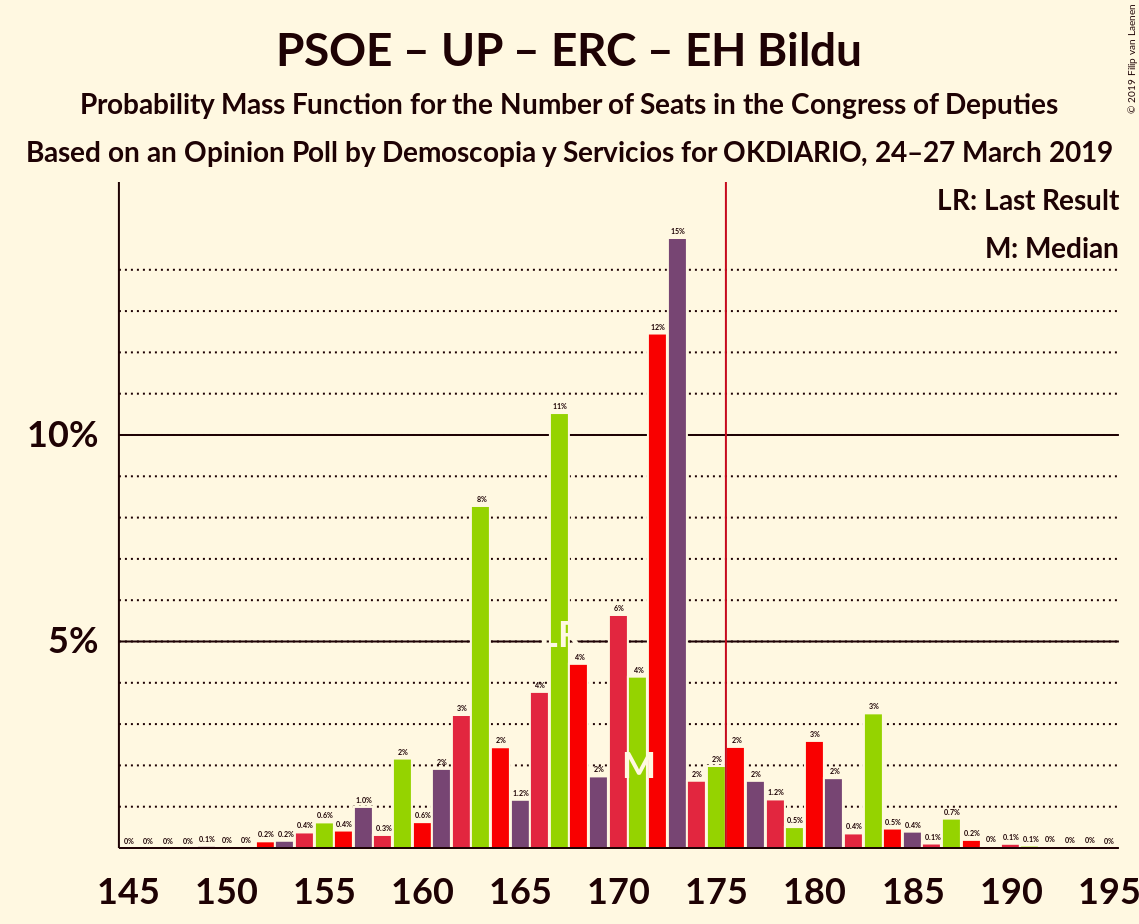 PSOE – UP – ERC – EH Bildu
Probability Mass Function for the Number of Seats in the Congress of Deputies
Based on an Opinion Poll by Demoscopia y Servicios for OKDIARIO, 24–27 March 2019
© 2019 Filip van Laenen
LR: Last Result
M: Median
10%
5%
0% 0% 0% 0% 0.1% 0% 0% 0.2% 0.2% 0.4% 0.6% 0.4% 1.0% 0.3% 2% 0.6% 2% 3% 8% 2% 1.2% 4% 11% 4% 2% 6% 4% 12% 15% 2% 2% 2% 2% 1.2% 0.5% 3% 2% 0.4% 3% 0.5% 0.4% 0.1% 0.7% 0.2% 0% 0.1% 0.1% 0% 0% 0% 0%
LR
M
145 150 155 160 165 170 175 180 185 190 195